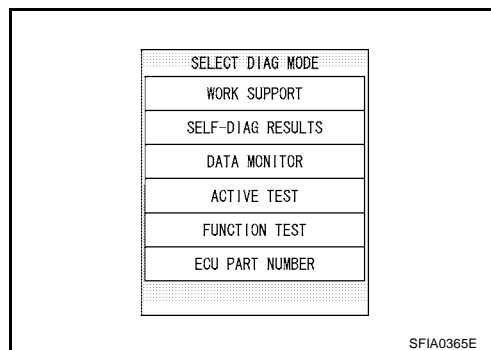 SELECT DIAG MODE
WORK SUPPORT
SELF-DIAG RESULTS
DATA MONITOR
ACTIVE TEST
FUNCTION TEST
ECU PART NUMBER
SFIA0365E